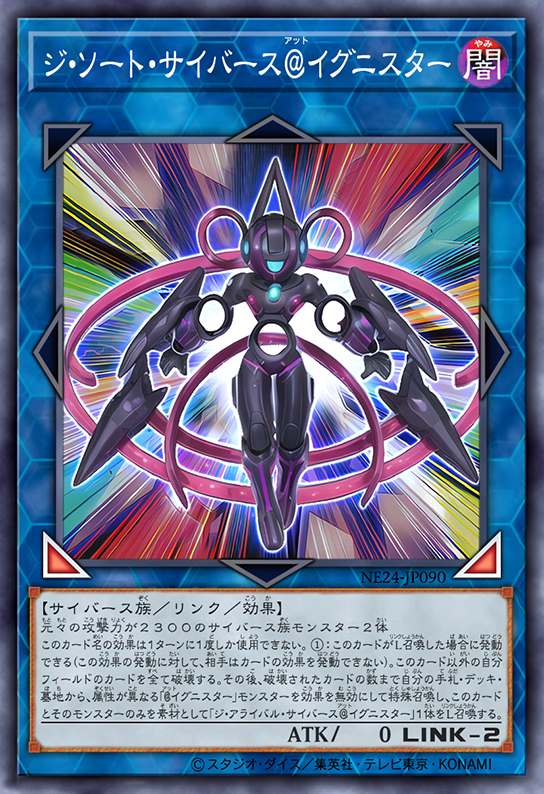 ジ・ソート・サイバース@イグニスター
アット
闇
やみ
NE24-JP090
【サイバース族／リンク／効果】
元々の攻撃力が２３００のサイバース族モンスター２体
このカード名の効果は1ターンに1度しか使用できない。①：このカードがL召喚した場合に発動
できる（この効果の発動に対して、相手はカードの効果を発動できない）。このカード以外の自分
フィールドのカードを全て破壊する。その後、破壊されたカードの数まで自分の手札・デッキ・
墓地から、属性が異なる「@イグニスター」モンスターを効果を無効にして特殊召喚し、このカード
とそのモンスターのみを素材として「ジ・アライバル・サイバース@イグニスター」1体をL召喚する。
ATK/ 0 LINK-2
©スタジオ・ダイス／集英社・テレビ東京・KONAMI